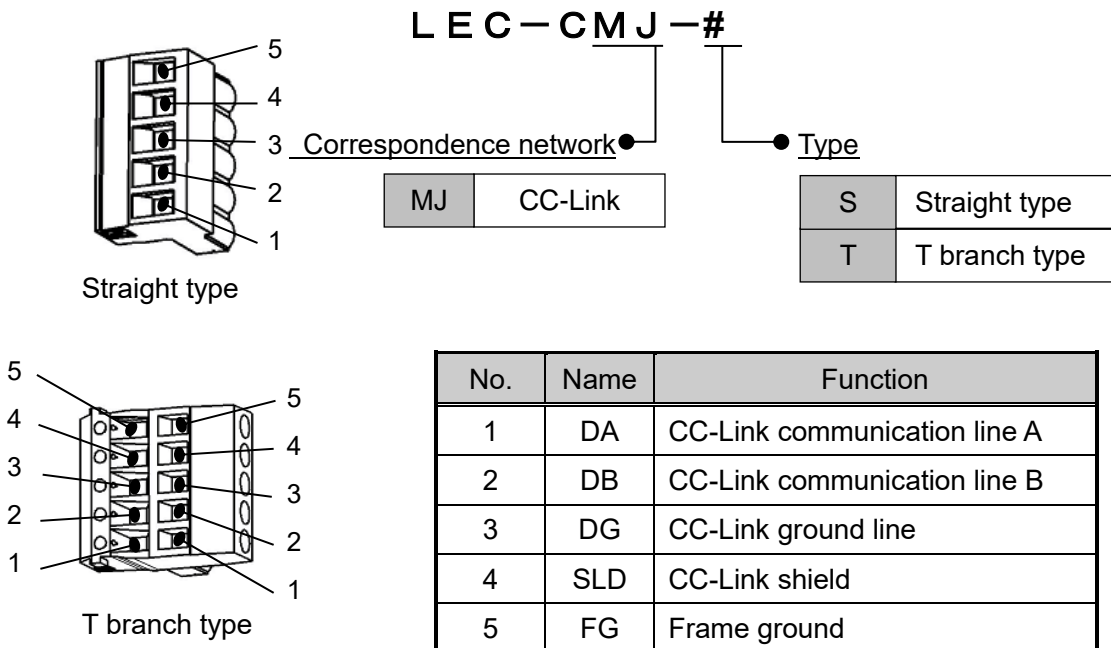 LEC－CMJ－#
5
4
3
2
1
Straight type
Correspondence network
MJ CC-Link
Type
S Straight type
T T branch type
5
4
3
2
1
5
4
3
2
1
T branch type
No. Name Function
1 DA CC-Link communication line A
2 DB CC-Link communication line B
3 DG CC-Link ground line
4 SLD CC-Link shield
5 FG Frame ground